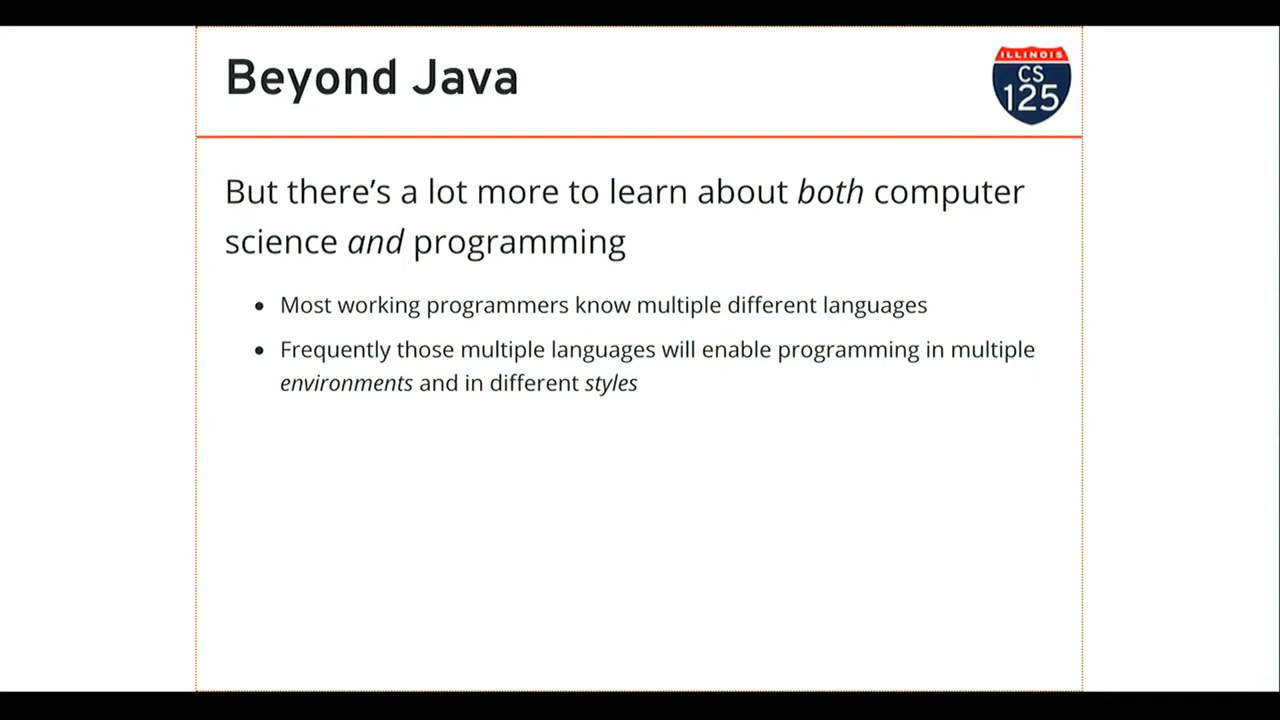 Beyond Java
ILLINOIS
CS
125
But there's a lot more to learn about both computer
science and programming
• Most working programmers know multiple different languages
• Frequently those multiple languages will enable programming in multiple
environments and in different styles